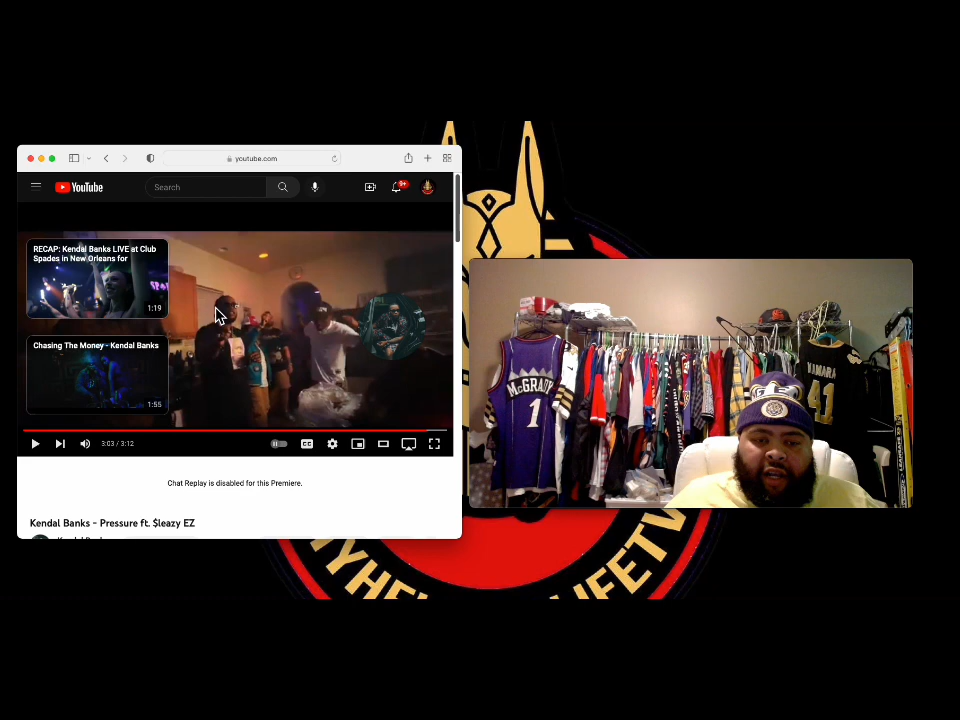 youtube.com
YouTube
Search
9+
RECAP: Kendal Banks LIVE at Club
Spades in New Orleans for
1:19
Chasing The Money - Kendal Banks
1:55
3:03 / 3:12
CC
Chat Replay is disabled for this Premiere.
Kendal Banks - Pressure ft. $leazy EZ
McGRADY
1
KAMARA
41